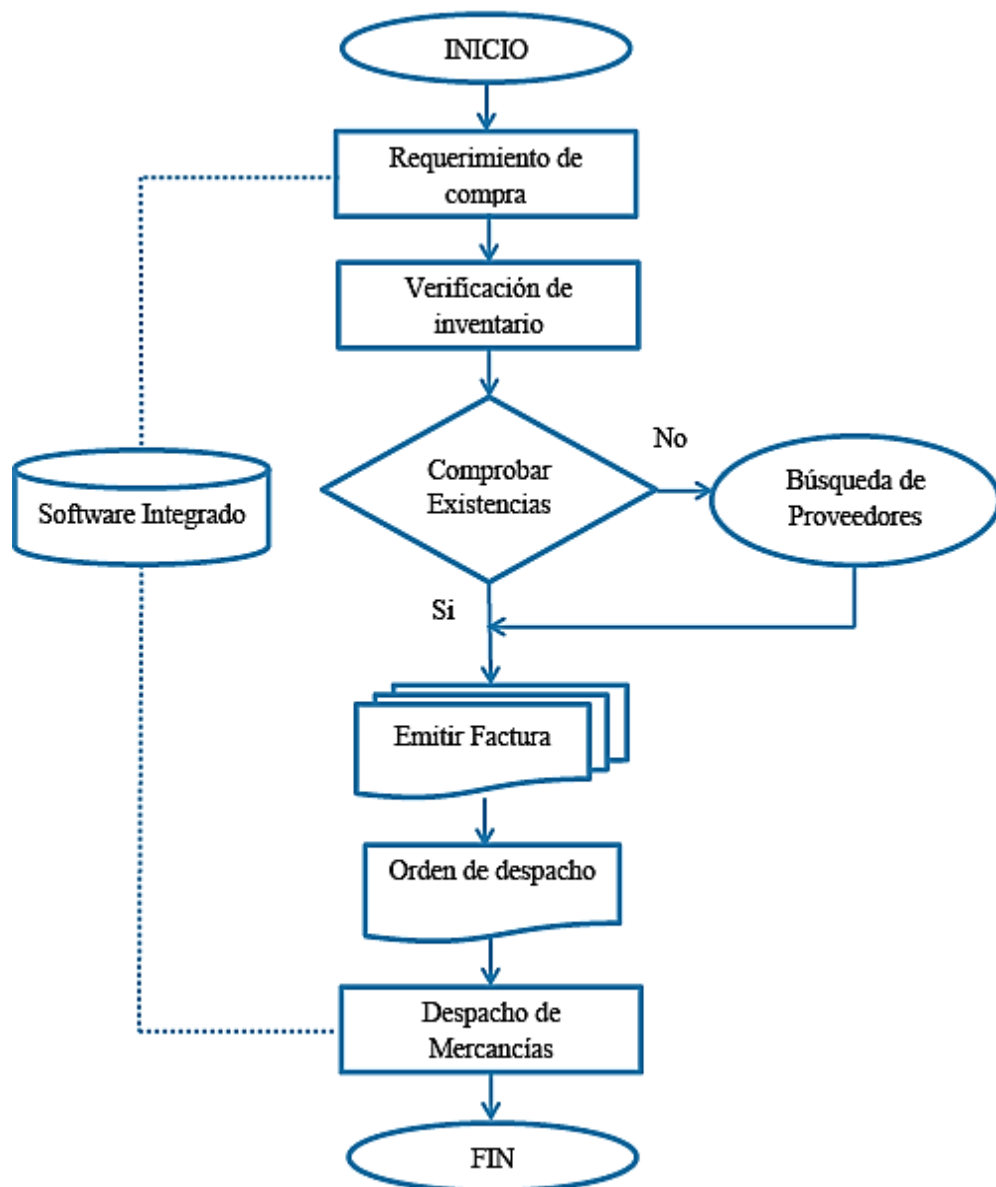 INICIO
Requerimiento de
compra
Verificación de
inventario
Comprobar
Existencias
No
Búsqueda de
Proveedores
Software Integrado
Si
Emitir Factura
Orden de despacho
Despacho de
Mercancías
FIN